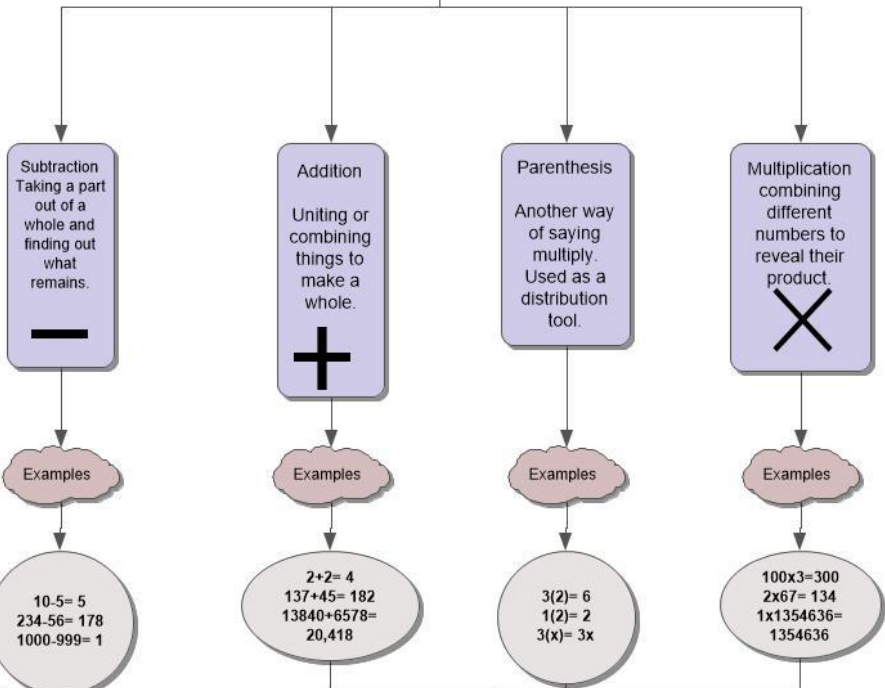 Subtraction
Taking a part
out of a
whole and
finding out
what
remains.
Addition
Uniting or
combining
things to
make a
whole.
Parenthesis
Another way
of saying
multiply.
Used as a
distribution
tool.
Multiplication
combining
different
numbers to
reveal their
product.
Examples
Examples
Examples
Examples
10-5= 5
234-56= 178
1000-999= 1
2+2= 4
137+45= 182
13840+6578=
20,418
3(2)= 6
1(2)= 2
3(x)= 3x
100x3=300
2x67= 134
1x1354636=
1354636